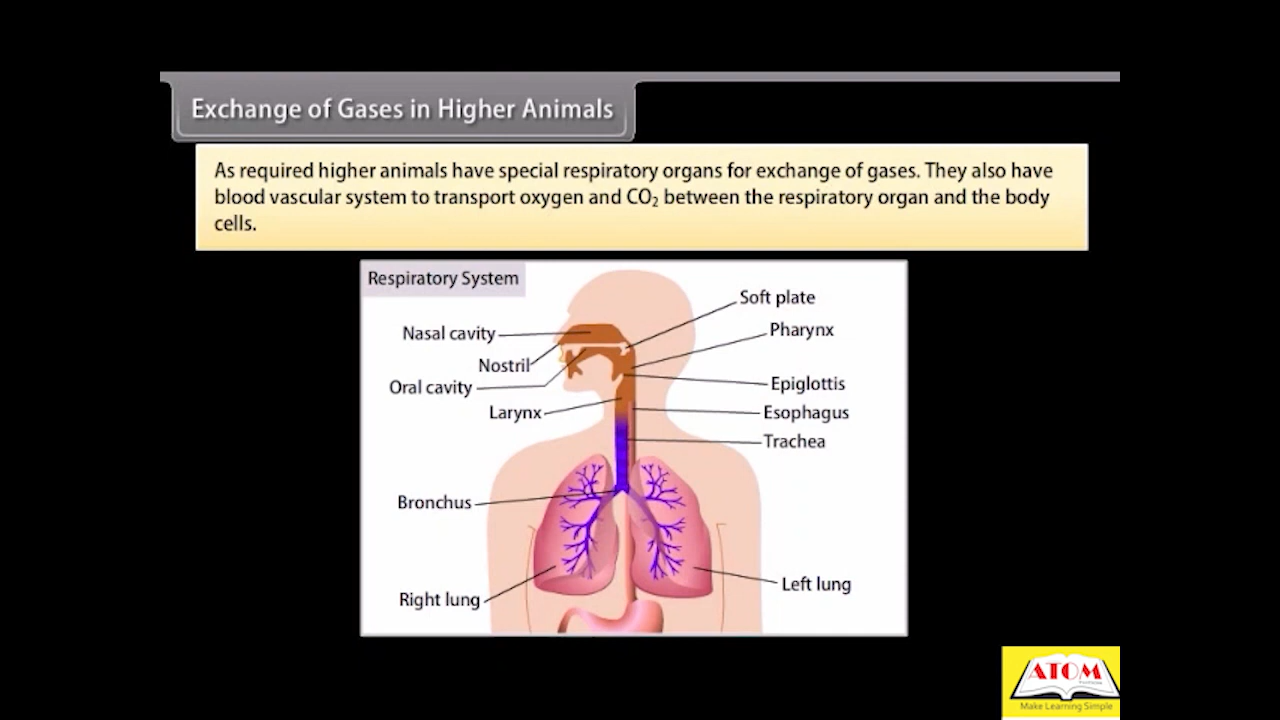 Exchange of Gases in Higher Animals
As required higher animals have special respiratory organs for exchange of gases. They also have
blood vascular system to transport oxygen and CO₂ between the respiratory organ and the body
cells.
Respiratory System
Soft plate
Nasal cavity
Pharynx
Nostril
Oral cavity
Epiglottis
Larynx
Esophagus
Trachea
Bronchus
Left lung
Right lung
ATOM
Make Learning Simple